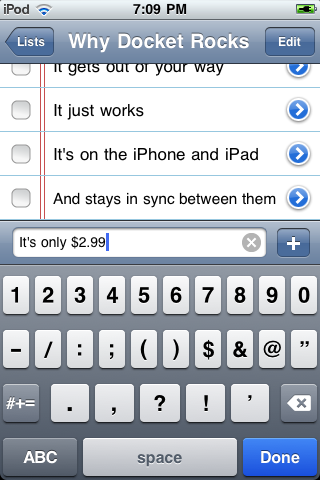 iPod 7:09 PM
Lists Why Docket Rocks Edit
It gets out of your way
It just works
It's on the iPhone and iPad
And stays in sync between them
It's only $2.99
+
1 2 3 4 5 6 7 8 9 0
- / : ; ( ) $ & @ ”
#+= . , ? ! ’
ABC space Done